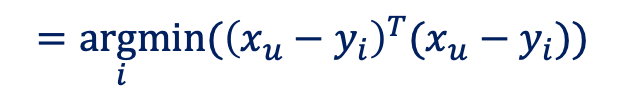 = argmin((x_u − y_i)^T(x_u − y_i))
i